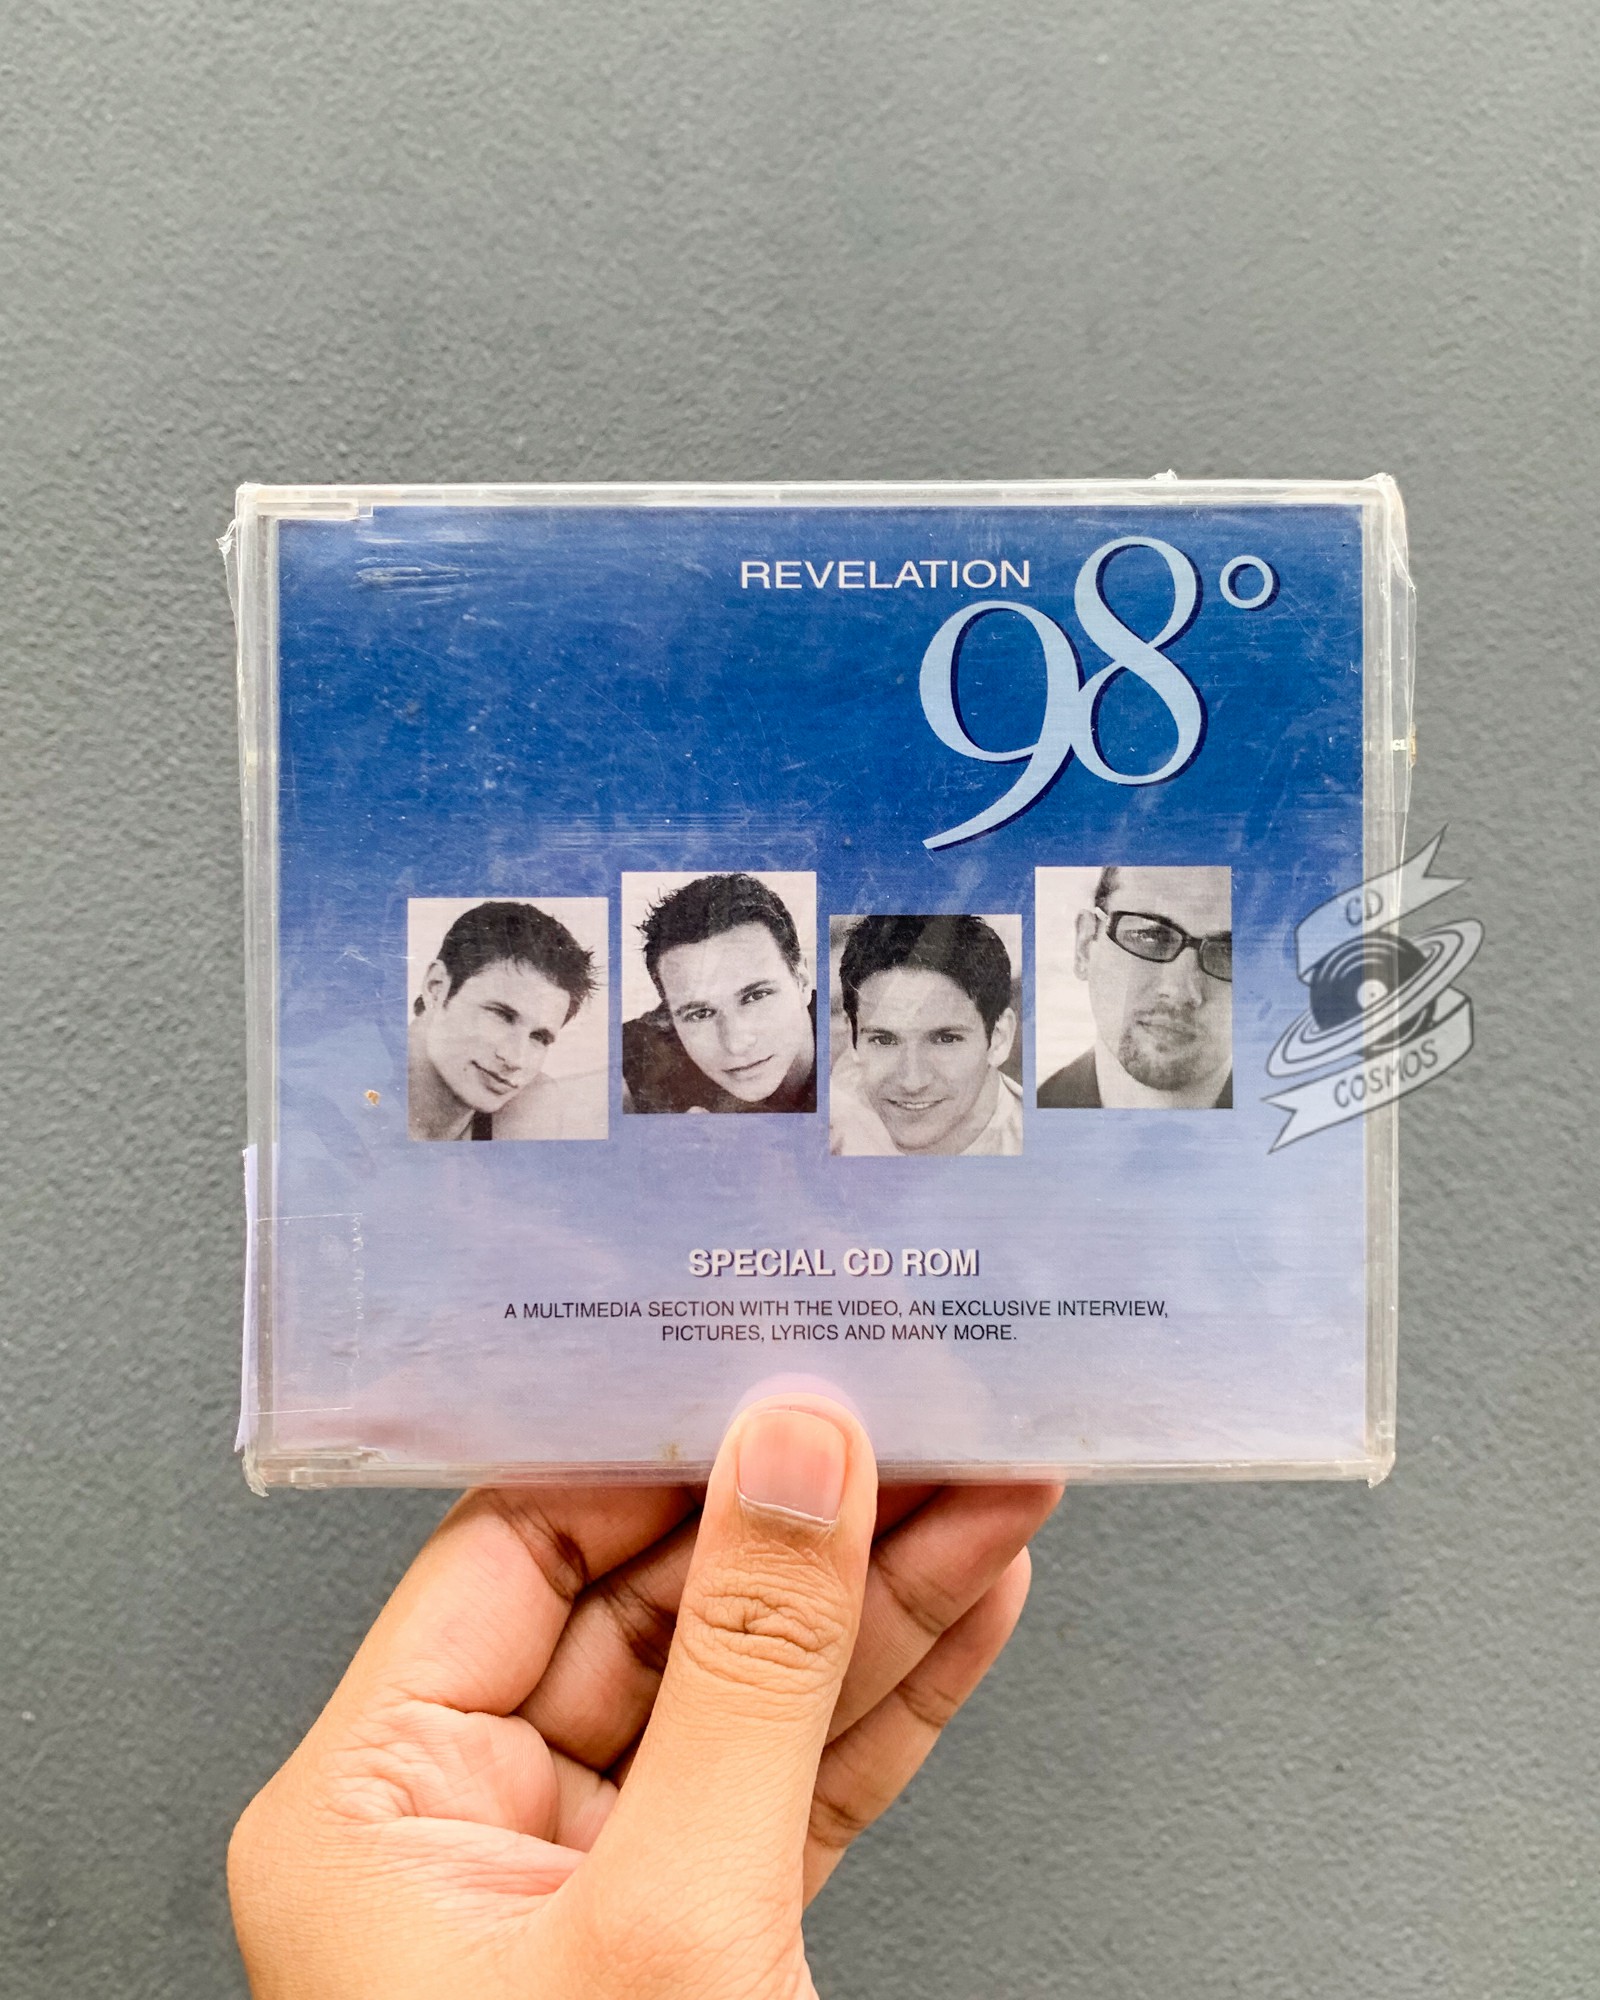 REVELATION
98°
SPECIAL CD ROM
A MULTIMEDIA SECTION WITH THE VIDEO, AN EXCLUSIVE INTERVIEW,
PICTURES, LYRICS AND MANY MORE.
CD
COSMOS